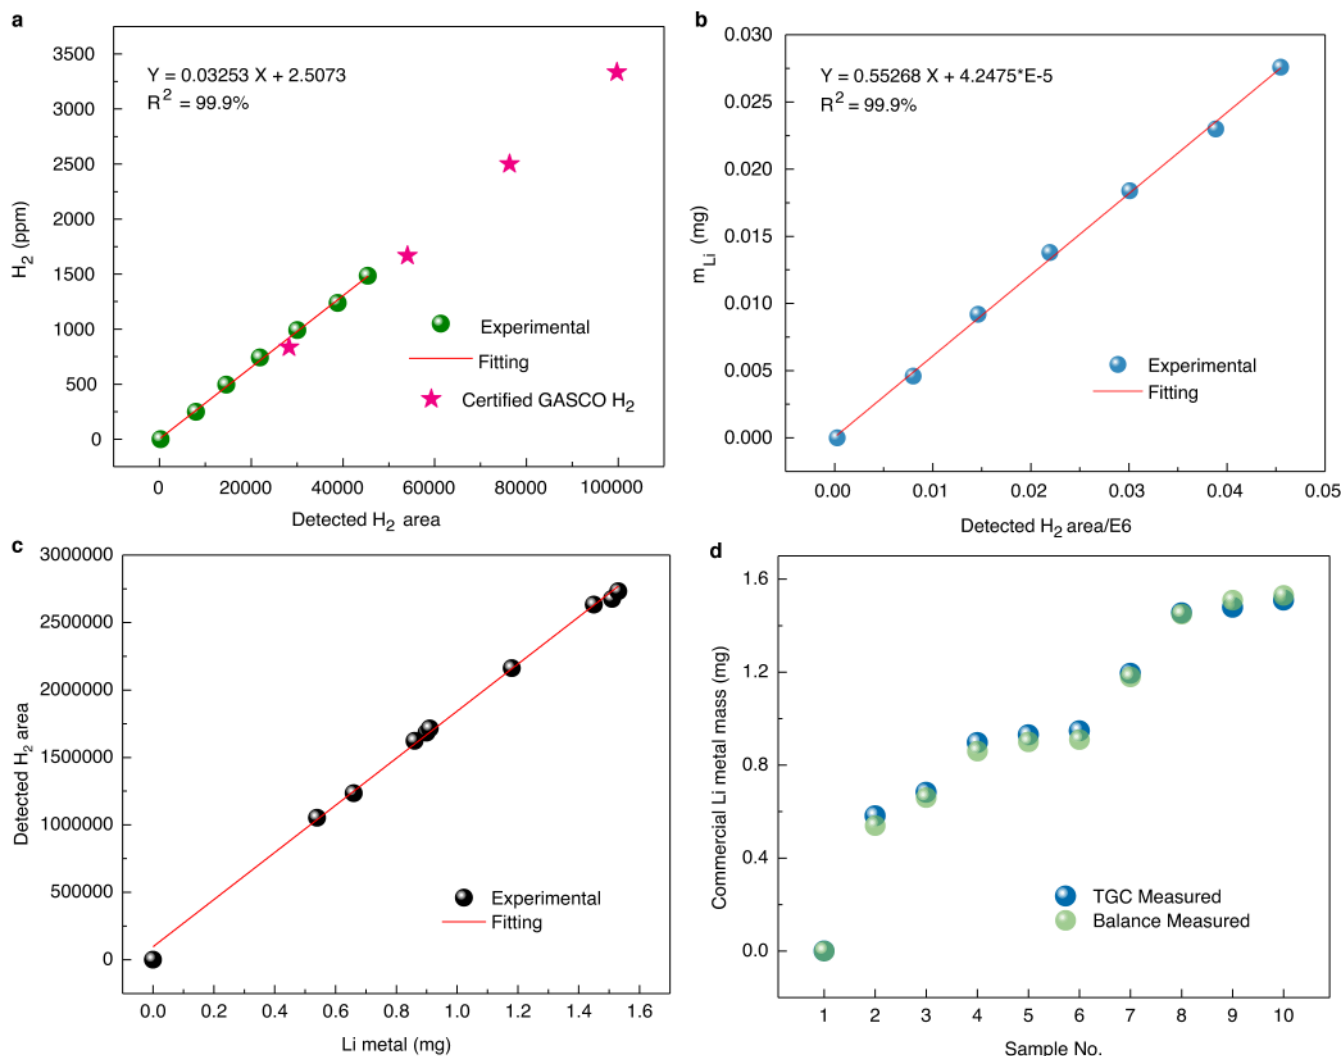 a
Y = 0.03253 X + 2.5073
R2 = 99.9%
3500
3000
2500
2000
1500
1000
500
0
H2 (ppm)
Experimental
Fitting
Certified GASCO H2
0 20000 40000 60000 80000 100000
Detected H2 area
b
Y = 0.55268 X + 4.2475*E-5
R2 = 99.9%
0.030
0.025
0.020
0.015
0.010
0.005
0.000
mLi (mg)
Experimental
Fitting
0.00 0.01 0.02 0.03 0.04 0.05
Detected H2 area/E6
c
3000000
2500000
2000000
1500000
1000000
500000
0
Detected H2 area
Experimental
Fitting
0.0 0.2 0.4 0.6 0.8 1.0 1.2 1.4 1.6
Li metal (mg)
d
1.6
1.2
0.8
0.4
0.0
Commercial Li metal mass (mg)
TGC Measured
Balance Measured
1 2 3 4 5 6 7 8 9 10
Sample No.